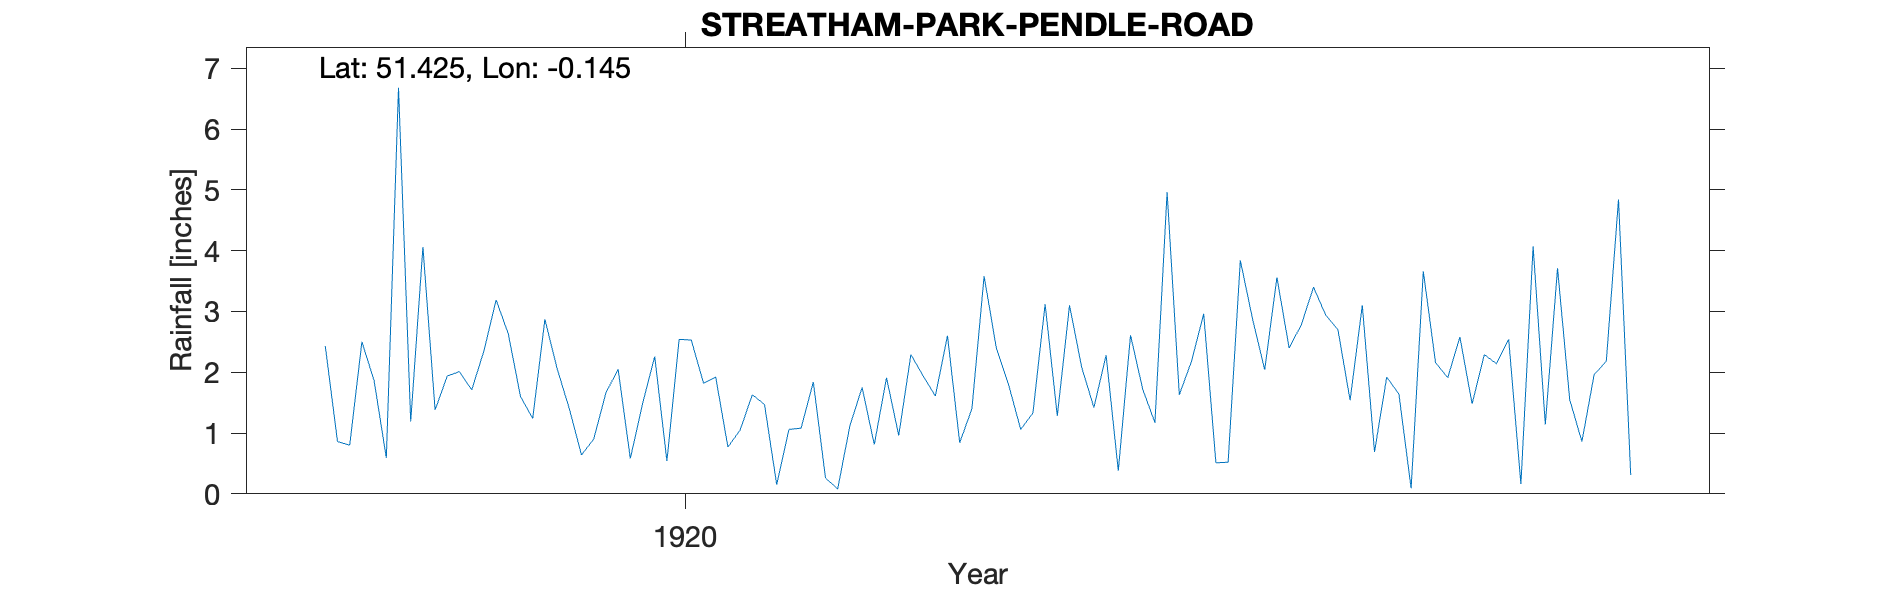 STREATHAM-PARK-PENDLE-ROAD
Lat: 51.425, Lon: -0.145
7
6
5
4
3
2
1
0
Rainfall [inches]
1920
Year